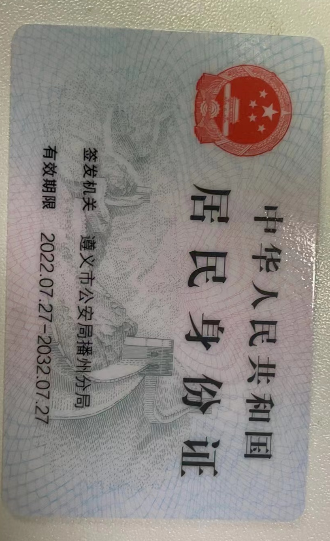 中华人民共和国
居民身份证
签发机关 遵义市公安局播州分局
有效期限 2022.07.27-2032.07.27